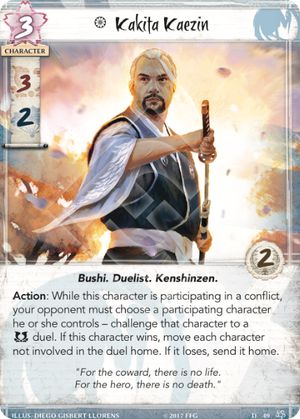 Kakita Kaezin
3
CHARACTER
3
2
2
Bushi. Duelist. Kenshinzen.
Action: While this character is participating in a conflict,
your opponent must choose a participating character
he or she controls – challenge that character to a
duel. If this character wins, move each character
not involved in the duel home. If it loses, send it home.
"For the coward, there is no life.
For the hero, there is no death."
ILLUS: DIEGO GISBERT LLORENS © 2017 FFG D 49